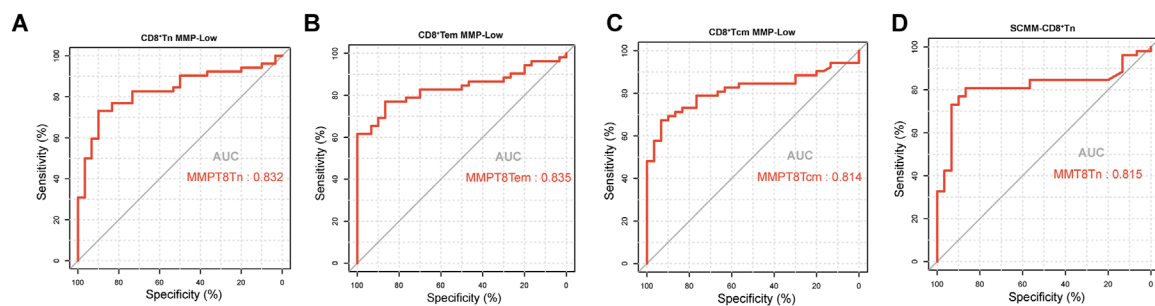 A
CD8⁺Tn MMP-Low
Sensitivity (%)
100
80
60
40
20
0
AUC
MMPT8Tn : 0.832
100 80 60 40 20 0
Specificity (%)
B
CD8⁺Tem MMP-Low
Sensitivity (%)
100
80
60
40
20
0
AUC
MMPT8Tem : 0.835
100 80 60 40 20 0
Specificity (%)
C
CD8⁺Tcm MMP-Low
Sensitivity (%)
100
80
60
40
20
0
AUC
MMPT8Tcm : 0.814
100 80 60 40 20 0
Specificity (%)
D
SCMM-CD8⁺Tn
Sensitivity (%)
100
80
60
40
20
0
AUC
MMT8Tn : 0.815
100 80 60 40 20 0
Specificity (%)